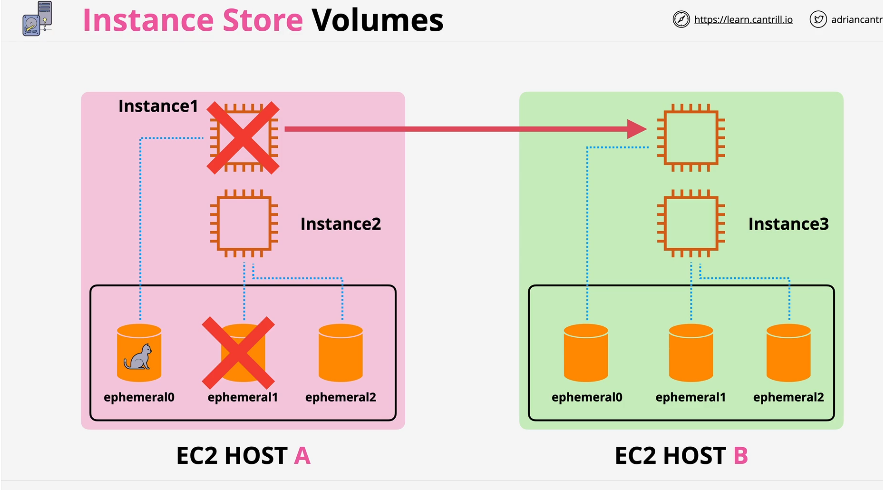 Instance Store Volumes
https://learn.cantrill.io
adriancantr
Instance1
Instance2
ephemeral0
ephemeral1
ephemeral2
EC2 HOST A
Instance3
ephemeral0
ephemeral1
ephemeral2
EC2 HOST B